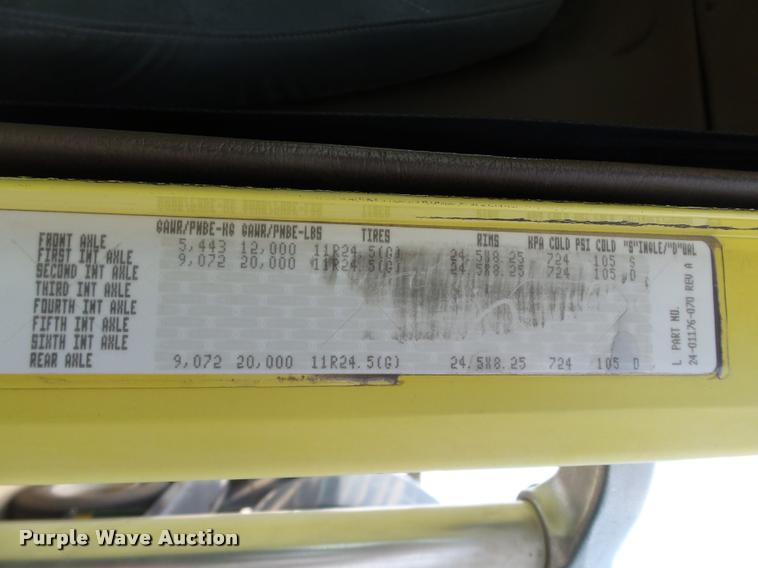 GAWR/PNBE-KG GAWR/PNBE-LBS TIRES RIMS KPA COLD PSI COLD "S"INGLE/"D"UAL
FRONT AXLE 5,443 12,000 11R24.5(G) 24.5X8.25 724 105 S
FIRST INT AXLE 9,072 20,000 11R24.5(G) 24.5X8.25 724 105 D
SECOND INT AXLE
THIRD INT AXLE
FOURTH INT AXLE
FIFTH INT AXLE
SIXTH INT AXLE
REAR AXLE 9,072 20,000 11R24.5(G) 24.5X8.25 724 105 D
L PART NO.
24-01176-070 REV A
Purple Wave Auction